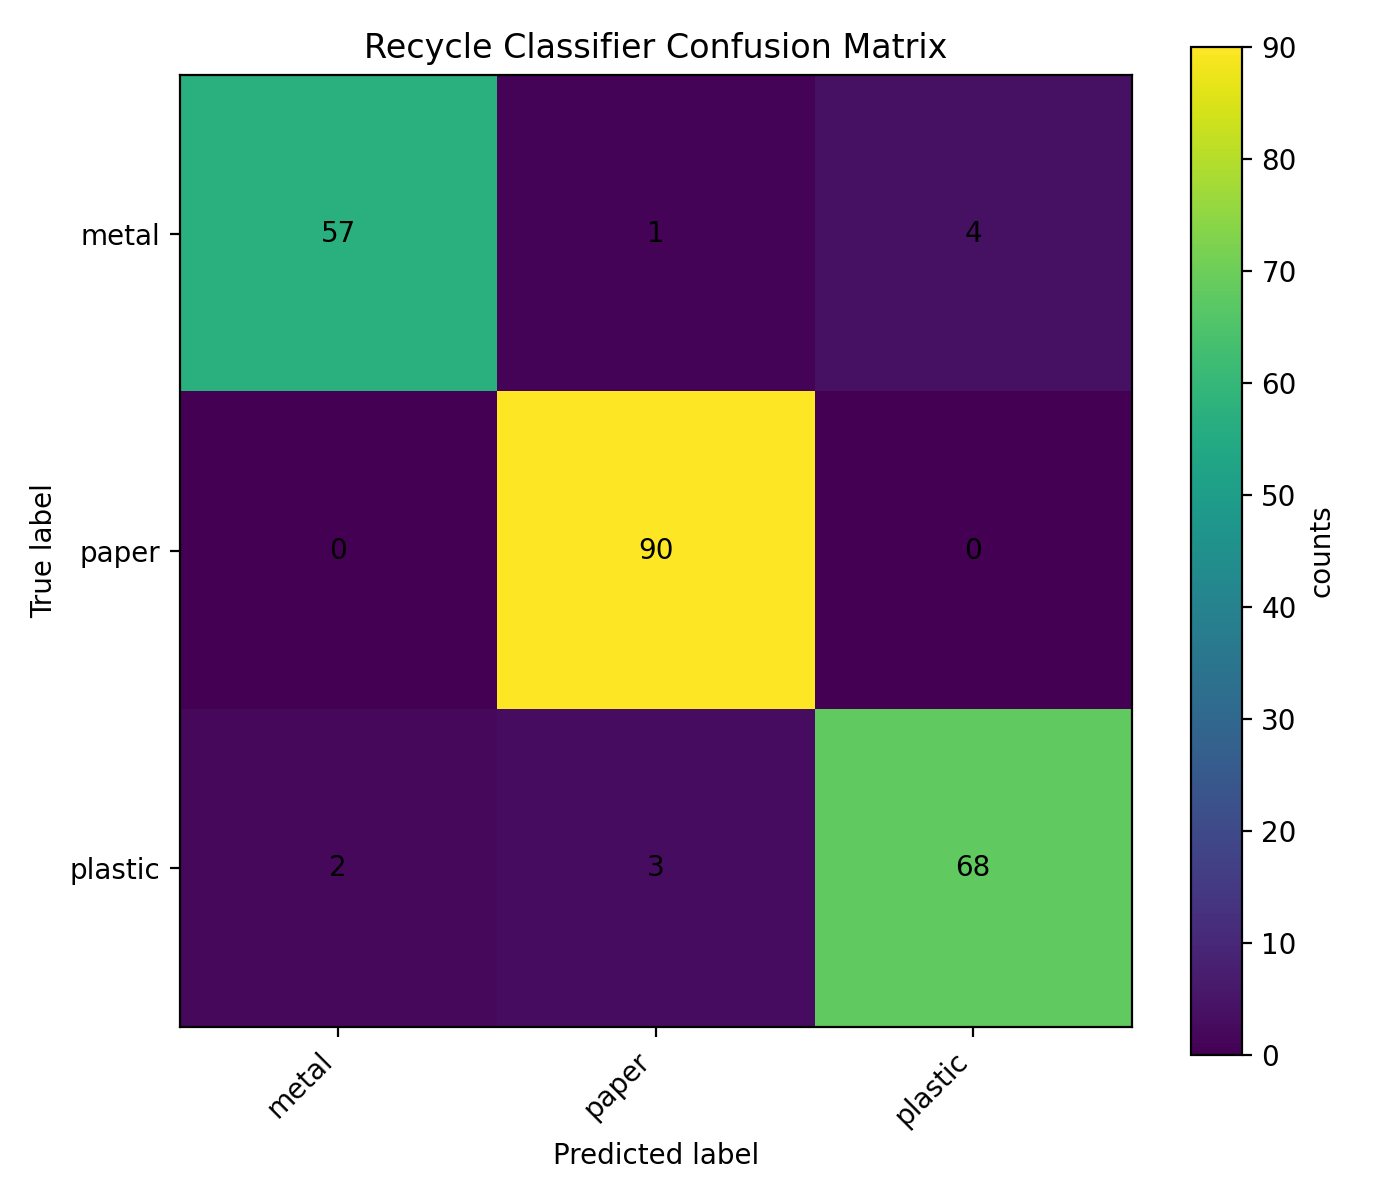 Recycle Classifier Confusion Matrix
True label
metal
57
1
4
paper
0
90
0
plastic
2
3
68
metal
paper
plastic
Predicted label
90
80
70
60
50
40
30
20
10
0
counts